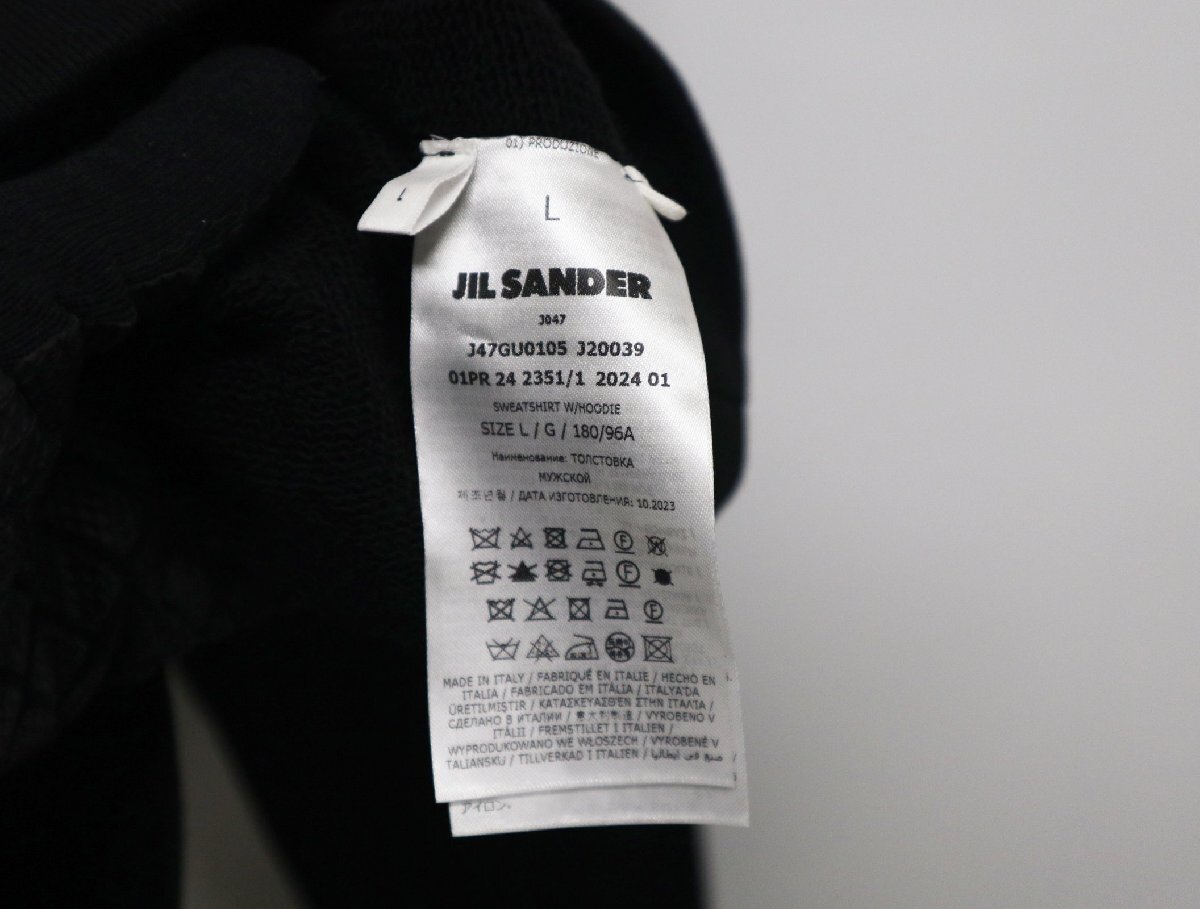 01) PRODUZIONE
L
L
JIL SANDER
J047
J47GU0105 J20039
01PR 24 2351/1 2024 01
SWEATSHIRT W/HOODIE
SIZE L / G / 180/96A
Наименование: ТОЛСТОВКА
МУЖСКОЙ
제조년월 / ДАТА ИЗГОТОВЛЕНИЯ: 10.2023
F
F
F
MADE IN ITALY / FABRIQUÉ EN ITALIE / HECHO EN
ITALIA / FABRICADO EM ITÁLIA / ITALYA'DA
ÜRETILMIŞTIR / ΚΑΤΑΣΚΕΥΑΣΘΕΝ ΣΤΗΝ ΙΤΑΛΙΑ /
СДЕЛАНО В ИТАЛИИ / 意大利制造 / VYROBENO V
ITÁLII / FREMSTILLET I ITALIEN /
WYPRODUKOWANO WE WŁOSZECH / VYROBENÉ V
TALIANSKU / TILLVERKAD I ITALIEN / صنع في ايطاليا
アイロン